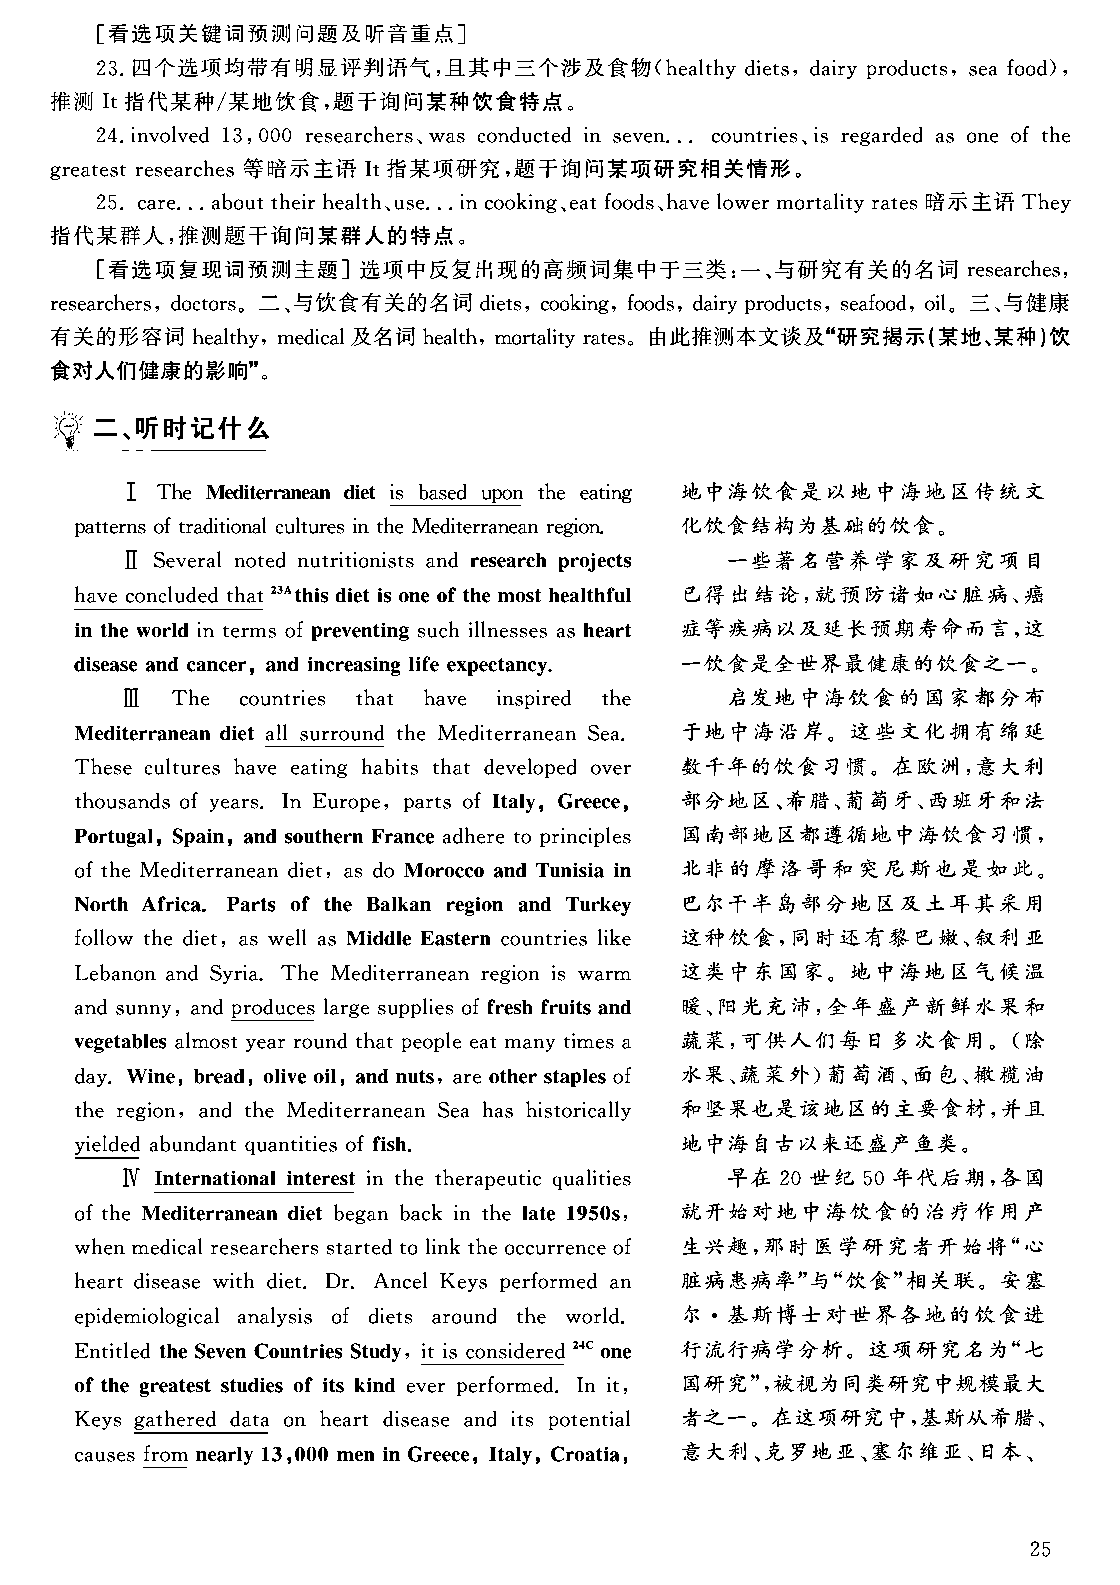 [看选项关键词预测问题及听音重点]
23. 四个选项均带有明显评判语气,且其中三个涉及食物(healthy diets, dairy products, sea food),
推测 It 指代某种/某地饮食,题干询问某种饮食特点。
24. involved 13,000 researchers、was conducted in seven... countries、is regarded as one of the
greatest researches 等暗示主语 It 指某项研究,题干询问某项研究相关情形。
25. care... about their health、use... in cooking、eat foods、have lower mortality rates 暗示主语 They
指代某群人,推测题干询问某群人的特点。
[看选项复现词预测主题] 选项中反复出现的高频词集中于三类:一、与研究有关的名词 researches,
researchers, doctors。二、与饮食有关的名词 diets, cooking, foods, dairy products, seafood, oil。三、与健康
有关的形容词 healthy, medical 及名词 health, mortality rates。由此推测本文谈及“研究揭示(某地、某种)饮
食对人们健康的影响”。
二、听时记什么
Ⅰ The Mediterranean diet is based upon the eating
patterns of traditional cultures in the Mediterranean region.
Ⅱ Several noted nutritionists and research projects
have concluded that 23A this diet is one of the most healthful
in the world in terms of preventing such illnesses as heart
disease and cancer, and increasing life expectancy.
Ⅲ The countries that have inspired the
Mediterranean diet all surround the Mediterranean Sea.
These cultures have eating habits that developed over
thousands of years. In Europe, parts of Italy, Greece,
Portugal, Spain, and southern France adhere to principles
of the Mediterranean diet, as do Morocco and Tunisia in
North Africa. Parts of the Balkan region and Turkey
follow the diet, as well as Middle Eastern countries like
Lebanon and Syria. The Mediterranean region is warm
and sunny, and produces large supplies of fresh fruits and
vegetables almost year round that people eat many times a
day. Wine, bread, olive oil, and nuts, are other staples of
the region, and the Mediterranean Sea has historically
yielded abundant quantities of fish.
Ⅳ International interest in the therapeutic qualities
of the Mediterranean diet began back in the late 1950s,
when medical researchers started to link the occurrence of
heart disease with diet. Dr. Ancel Keys performed an
epidemiological analysis of diets around the world.
Entitled the Seven Countries Study, it is considered 24C one
of the greatest studies of its kind ever performed. In it,
Keys gathered data on heart disease and its potential
causes from nearly 13,000 men in Greece, Italy, Croatia,
地中海饮食是以地中海地区传统文
化饮食结构为基础的饮食。
一些著名营养学家及研究项目
已得出结论,就预防诸如心脏病、癌
症等疾病以及延长预期寿命而言,这
一饮食是全世界最健康的饮食之一。
启发地中海饮食的国家都分布
于地中海沿岸。这些文化拥有绵延
数千年的饮食习惯。在欧洲,意大利
部分地区、希腊、葡萄牙、西班牙和法
国南部地区都遵循地中海饮食习惯,
北非的摩洛哥和突尼斯也是如此。
巴尔干半岛部分地区及土耳其采用
这种饮食,同时还有黎巴嫩、叙利亚
这类中东国家。地中海地区气候温
暖、阳光充沛,全年盛产新鲜水果和
蔬菜,可供人们每日多次食用。(除
水果、蔬菜外)葡萄酒、面包、橄榄油
和坚果也是该地区的主要食材,并且
地中海自古以来还盛产鱼类。
早在 20 世纪 50 年代后期,各国
就开始对地中海饮食的治疗作用产
生兴趣,那时医学研究者开始将“心
脏病患病率”与“饮食”相关联。安塞
尔·基斯博士对世界各地的饮食进
行流行病学分析。这项研究名为“七
国研究”,被视为同类研究中规模最大
者之一。在这项研究中,基斯从希腊、
意大利、克罗地亚、塞尔维亚、日本、
25